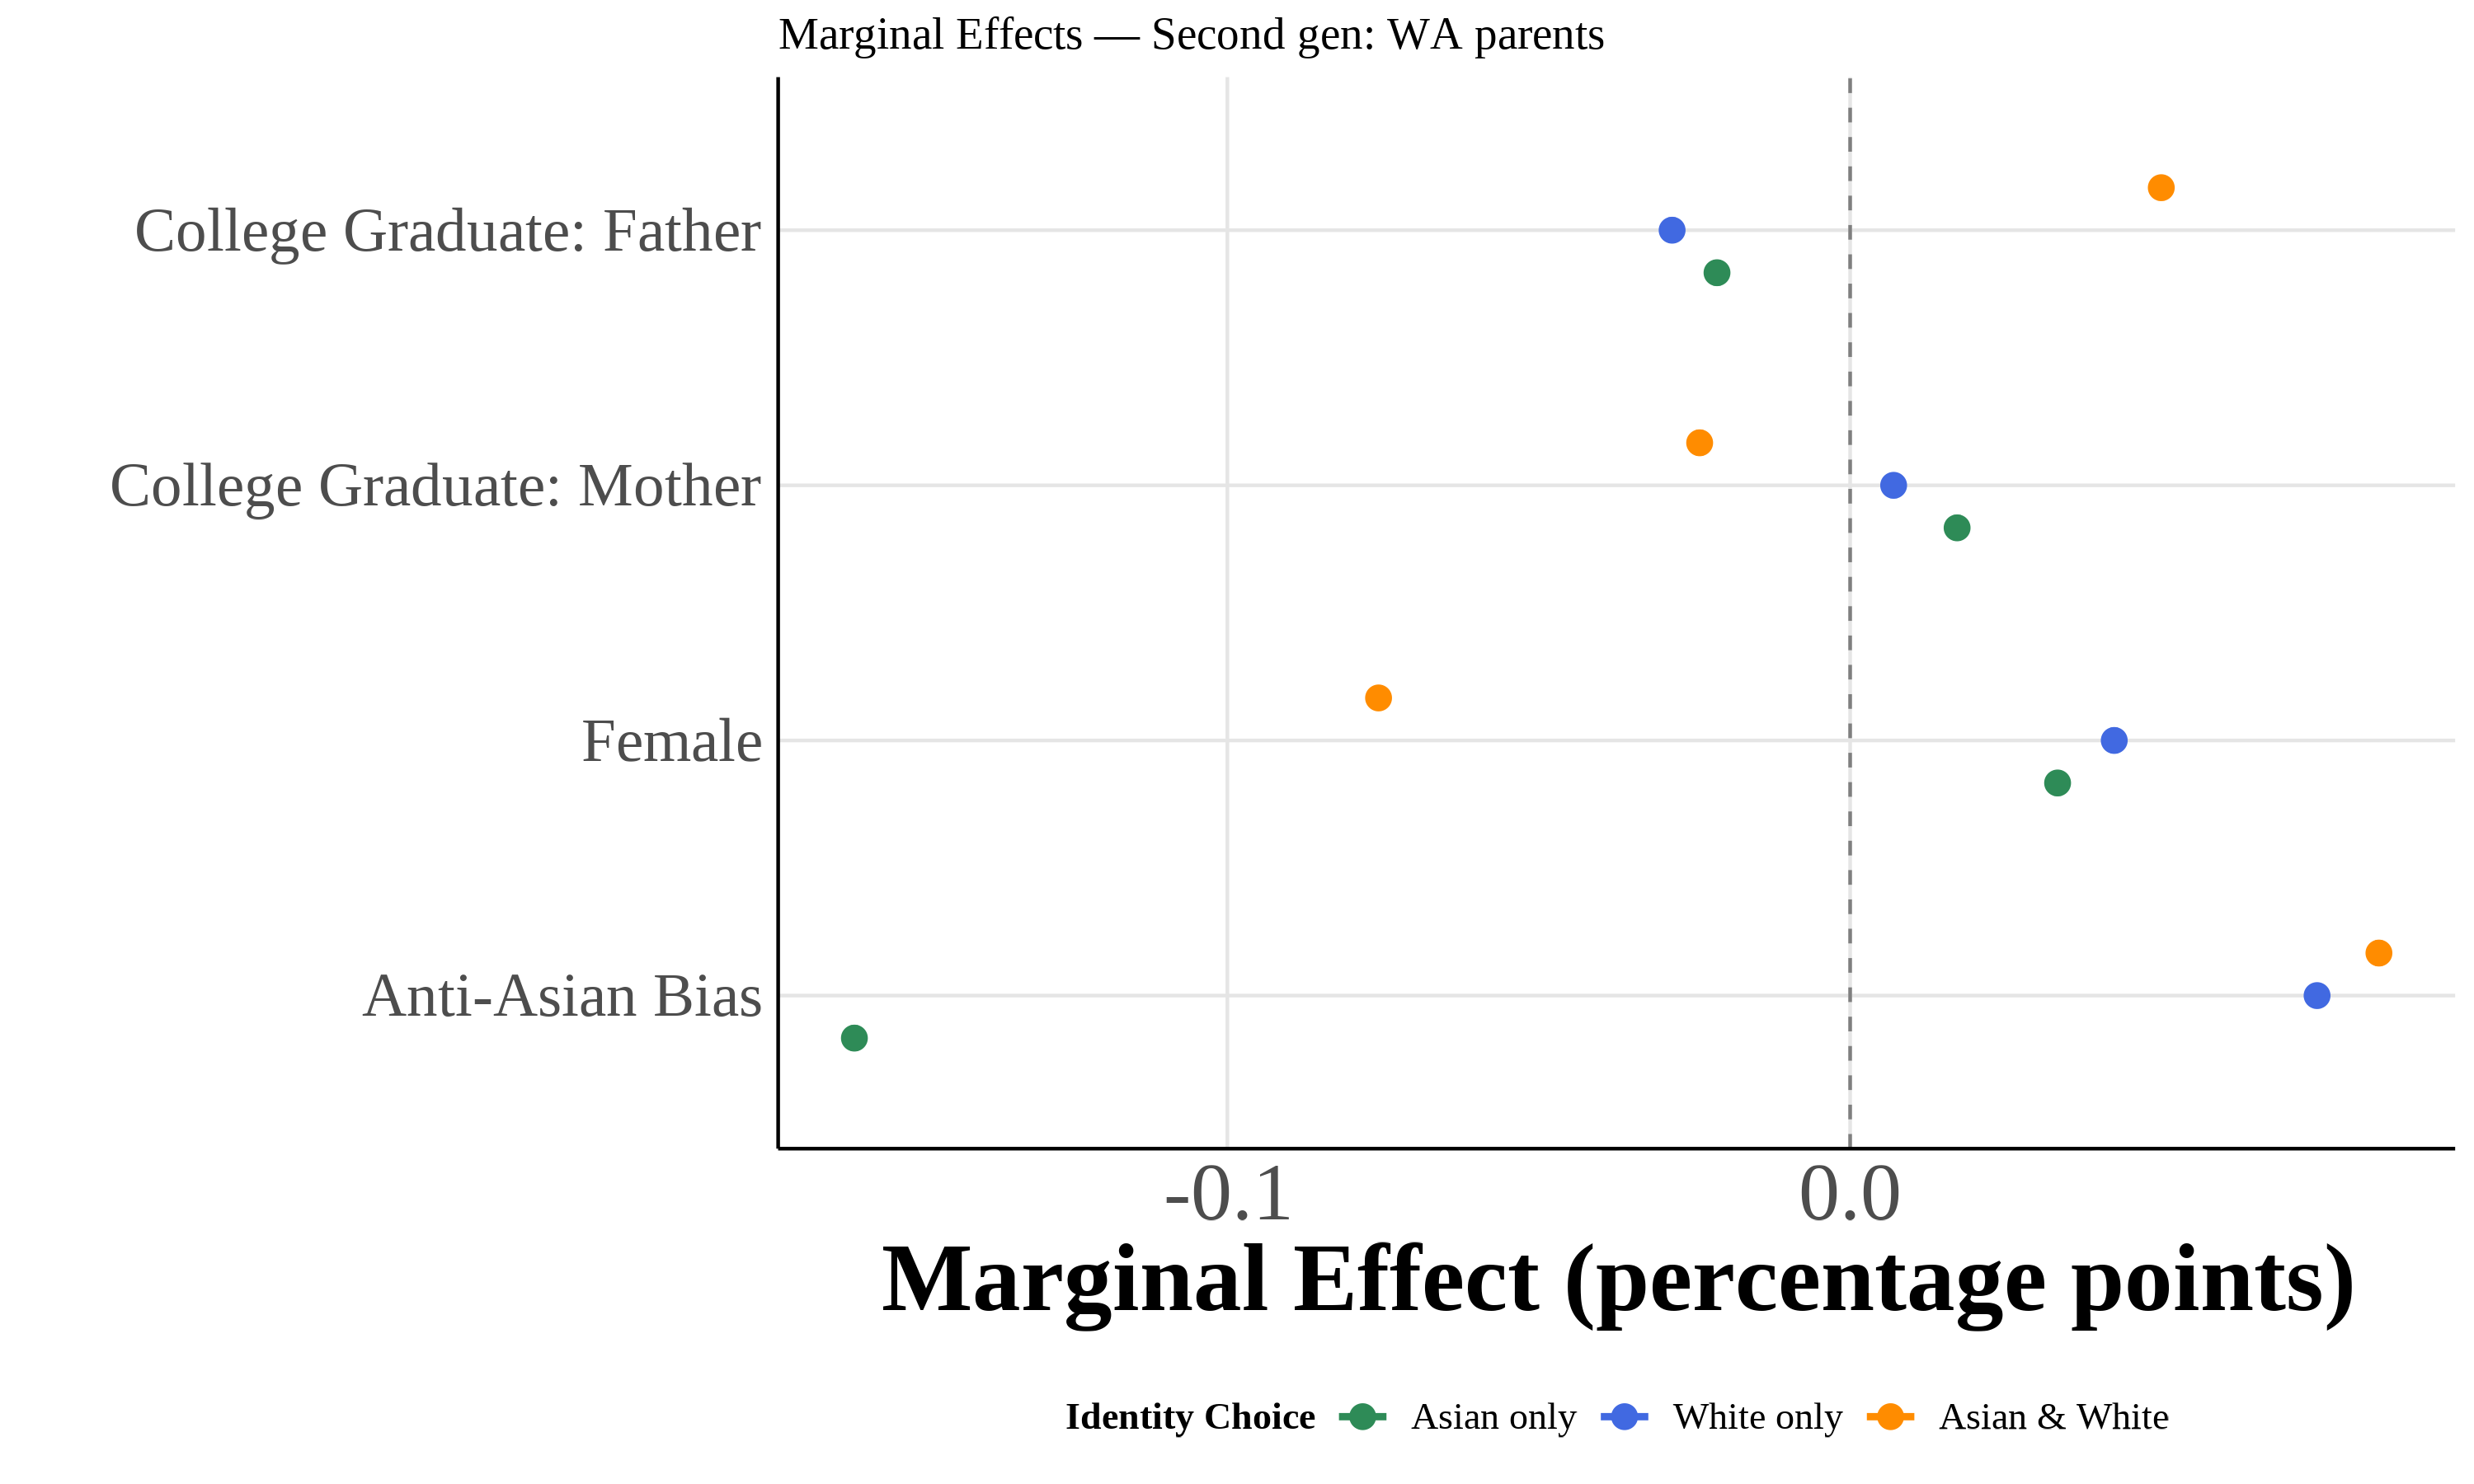 Marginal Effects — Second gen: WA parents
College Graduate: Father
College Graduate: Mother
Female
Anti-Asian Bias
-0.1 0.0
Marginal Effect (percentage points)
Identity Choice Asian only White only Asian & White